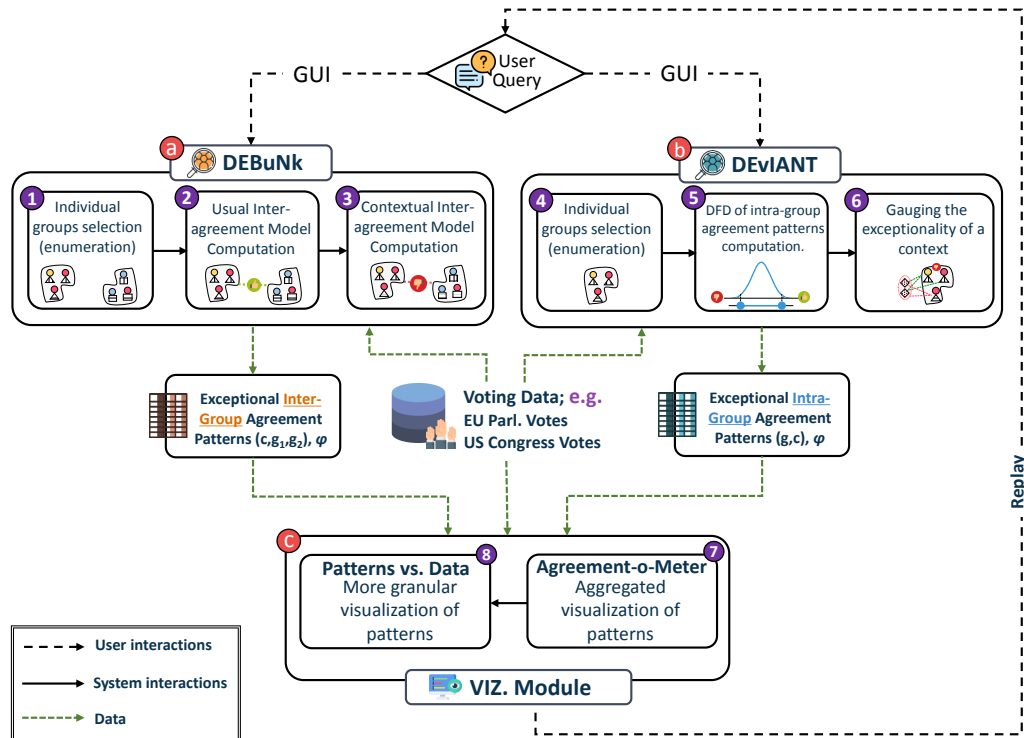 User
Query
GUI
GUI
a
DEBuNk
b
DEvIANT
1
Individual
groups selection
(enumeration)
2
Usual Inter-
agreement Model
Computation
3
Contextual Inter-
agreement Model
Computation
4
Individual
groups selection
(enumeration)
5
DFD of intra-group
agreement patterns
computation.
6
Gauging the
exceptionality of a
context
Exceptional Inter-
Group Agreement
Patterns (c,g₁,g₂), φ
Voting Data; e.g.
EU Parl. Votes
US Congress Votes
Exceptional Intra-
Group Agreement
Patterns (g,c), φ
Replay
C
8
Patterns vs. Data
More granular
visualization of
patterns
7
Agreement-o-Meter
Aggregated
visualization of
patterns
VIZ. Module
User interactions
System interactions
Data